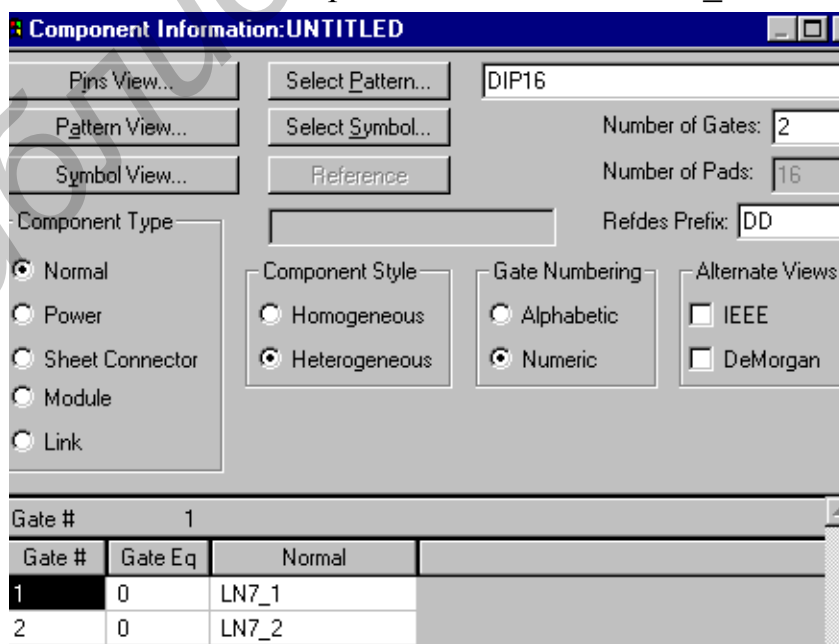 Component Information:UNTITLED
Pins View... Select Pattern... DIP16
Pattern View... Select Symbol... Number of Gates: 2
Symbol View... Reference Number of Pads: 16
Component Type Refdes Prefix: DD
Normal Component Style Gate Numbering Alternate Views
Power Homogeneous Alphabetic IEEE
Sheet Connector Heterogeneous Numeric DeMorgan
Module
Link
Gate # 1
Gate # Gate Eq Normal
1 0 LN7_1
2 0 LN7_2